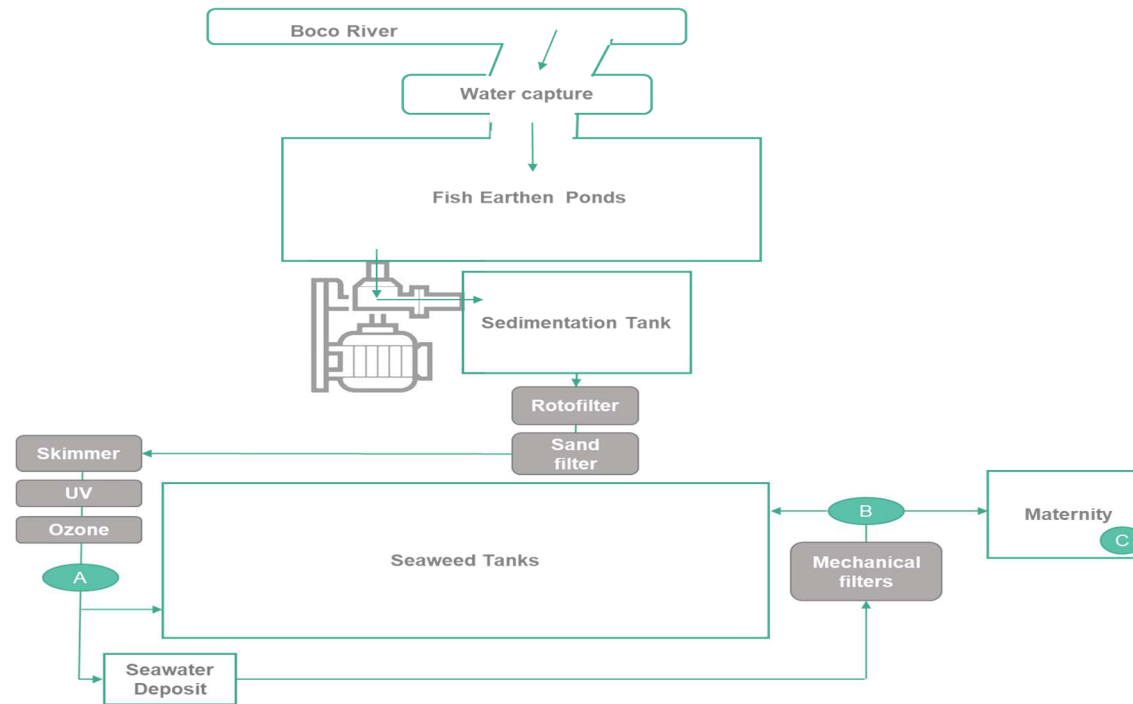 Boco River
Water capture
Fish Earthen Ponds
Sedimentation Tank
Rotofilter
Sand
filter
Skimmer
UV
Ozone
A
Seaweed Tanks
B
Maternity
C
Mechanical
filters
Seawater
Deposit